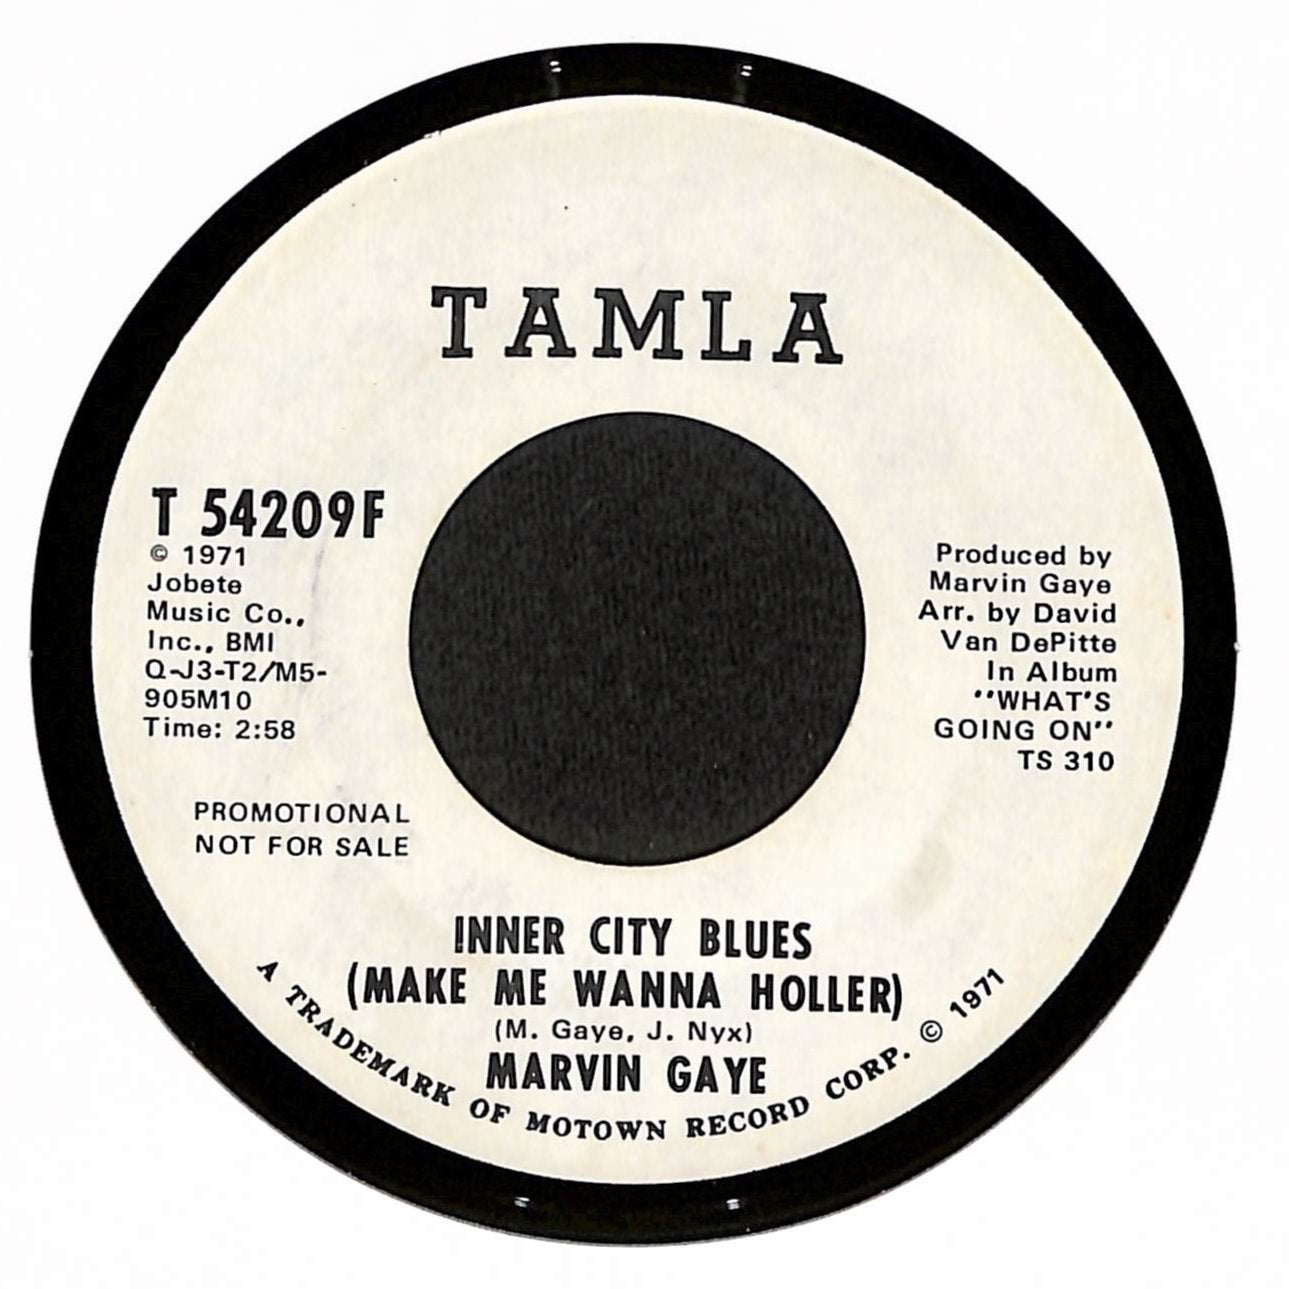 TAMLA
T 54209F
© 1971
Jobete
Music Co.,
Inc., BMI
Q-J3-T2/M5-
905M10
Time: 2:58
PROMOTIONAL
NOT FOR SALE
Produced by
Marvin Gaye
Arr. by David
Van DePitte
In Album
"WHAT'S
GOING ON"
TS 310
INNER CITY BLUES
(MAKE ME WANNA HOLLER)
(M. Gaye, J. Nyx)
MARVIN GAYE
A TRADEMARK OF MOTOWN RECORD CORP. © 1971